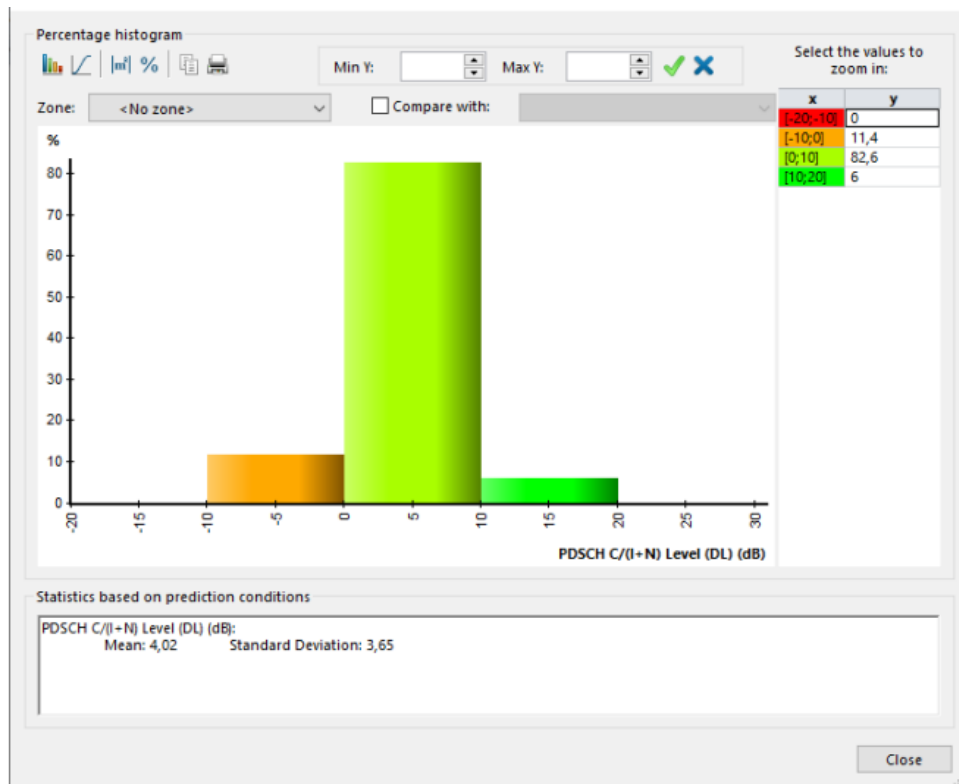 Percentage histogram
|m²| %
Min Y:
Max Y:
Select the values to
zoom in:
Zone:
<No zone>
Compare with:
x y
[-20;-10] 0
[-10;0] 11,4
[0;10] 82,6
[10;20] 6
%
80
70
60
50
40
30
20
10
0
-20 -15 -10 -5 0 5 10 15 20 25 30
PDSCH C/(I+N) Level (DL) (dB)
Statistics based on prediction conditions
PDSCH C/(I+N) Level (DL) (dB):
Mean: 4,02 Standard Deviation: 3,65
Close